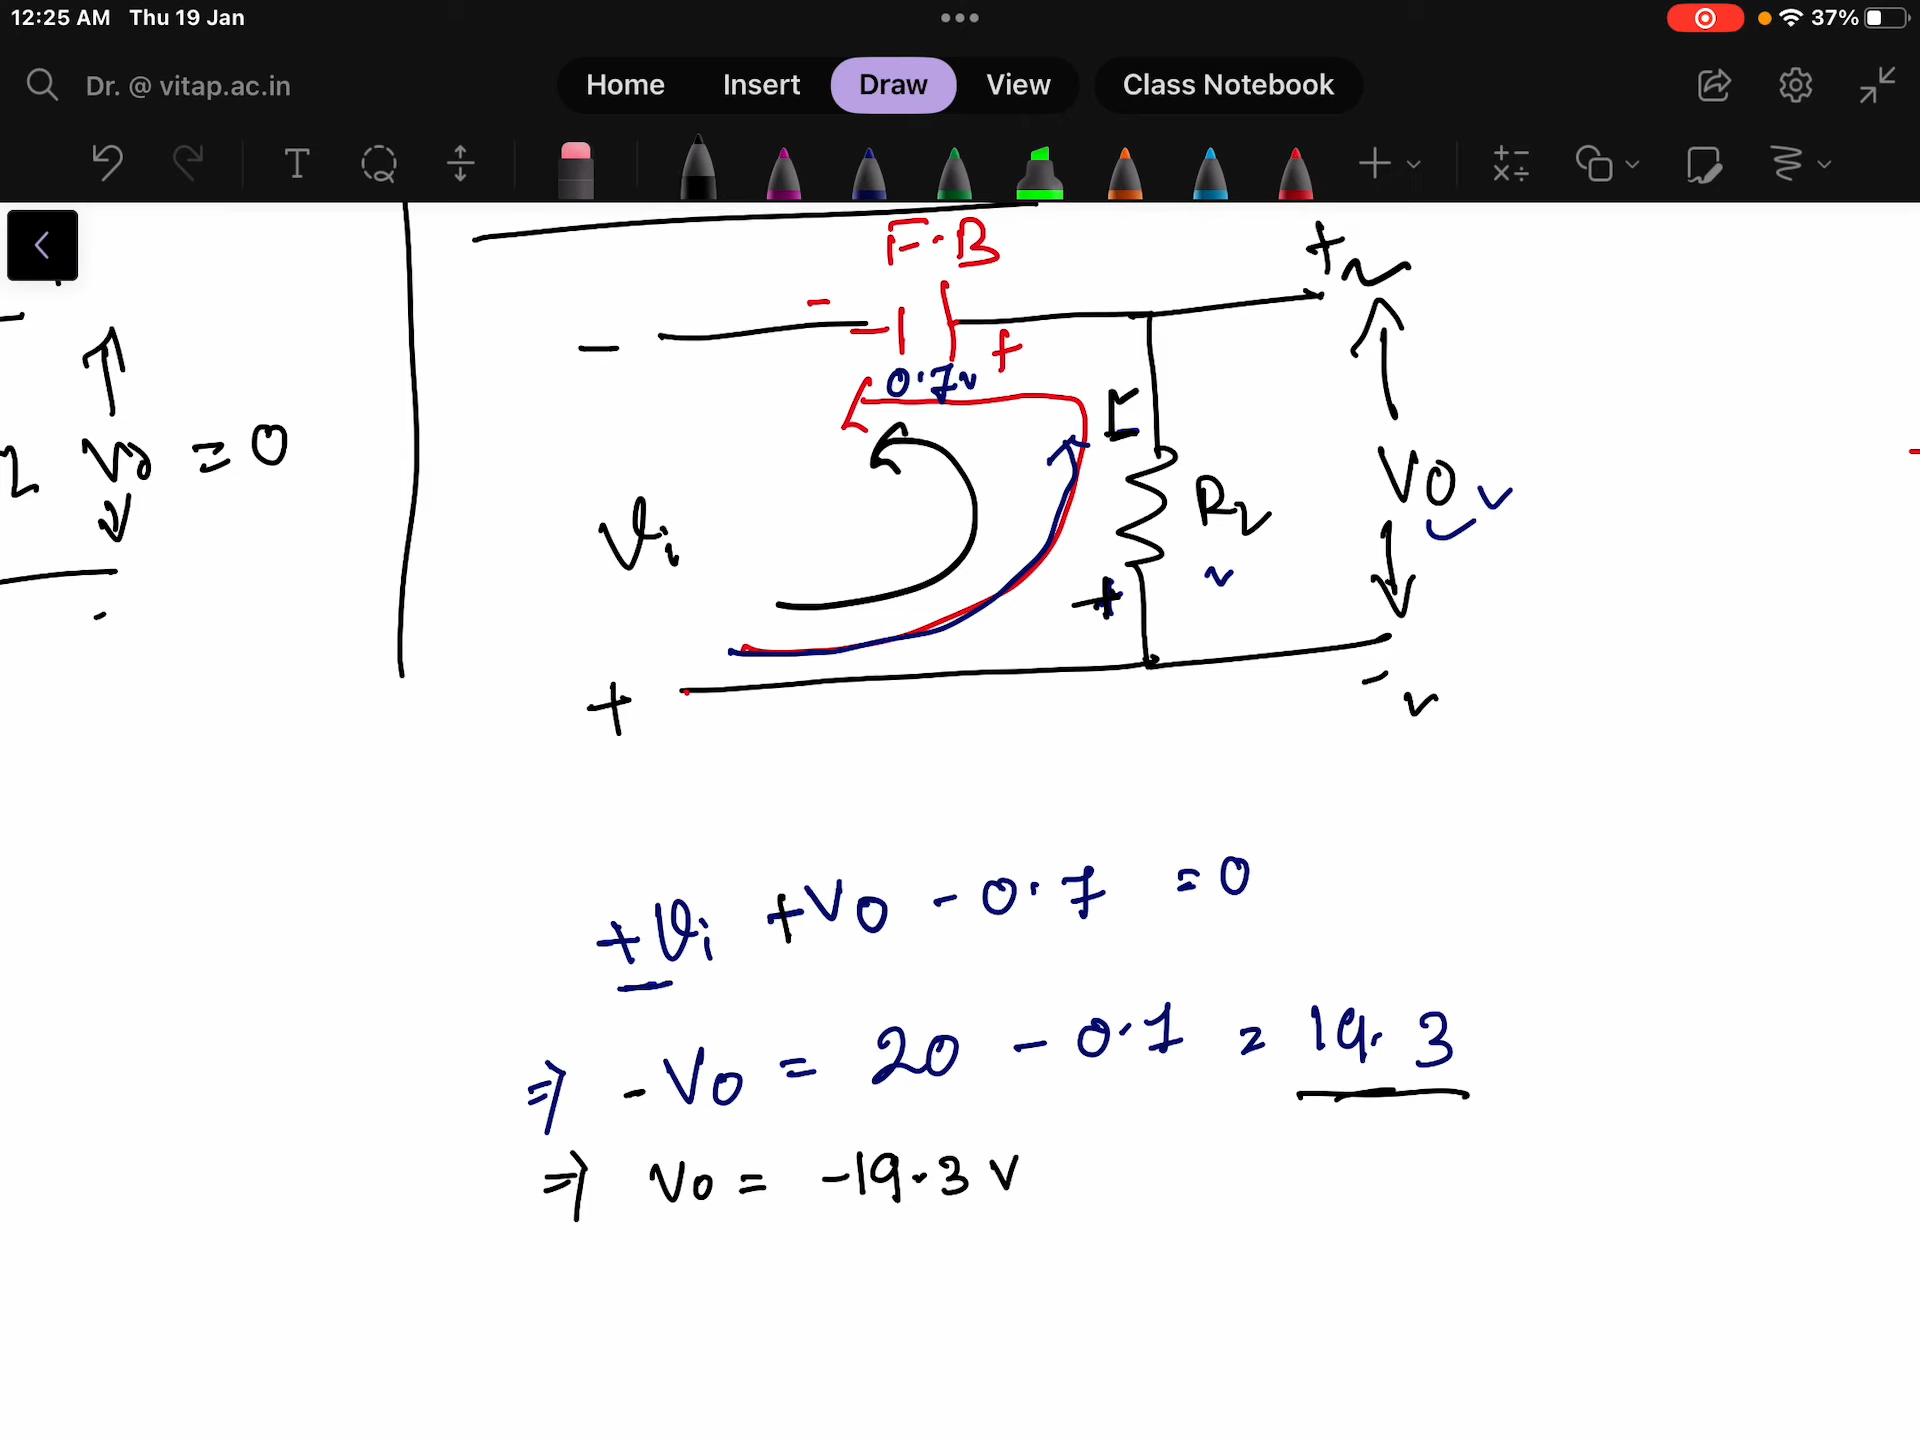 12:25 AM Thu 19 Jan
37%
Dr. @ vitap.ac.in
Home Insert Draw View Class Notebook
T
F.B
+
-
- +
0.7v
Vo = 0
Vi
R
Vo
+
+
-
+Vi +Vo - 0.7 = 0
⇒ -Vo = 20 - 0.7 = 19.3
⇒ Vo = -19.3 V